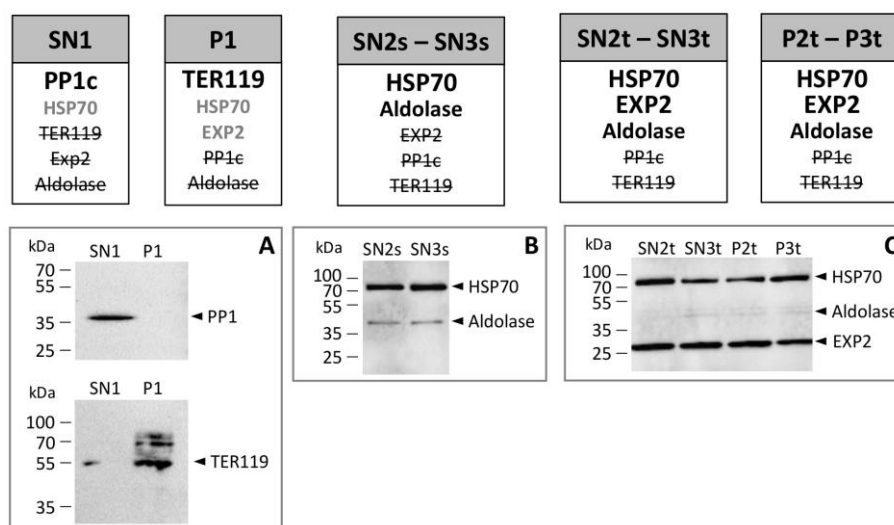 SN1
PP1c
HSP70
TER119
Exp2
Aldolase
P1
TER119
HSP70
EXP2
PP1c
Aldolase
SN2s – SN3s
HSP70
Aldolase
EXP2
PP1c
TER119
SN2t – SN3t
HSP70
EXP2
Aldolase
PP1c
TER119
P2t – P3t
HSP70
EXP2
Aldolase
PP1c
TER119
A
kDa SN1 P1
70
55
35
25
PP1
kDa SN1 P1
100
70
55
35
TER119
B
kDa SN2s SN3s
100
70
55
35
25
HSP70
Aldolase
C
kDa SN2t SN3t P2t P3t
100
70
55
35
25
HSP70
Aldolase
EXP2